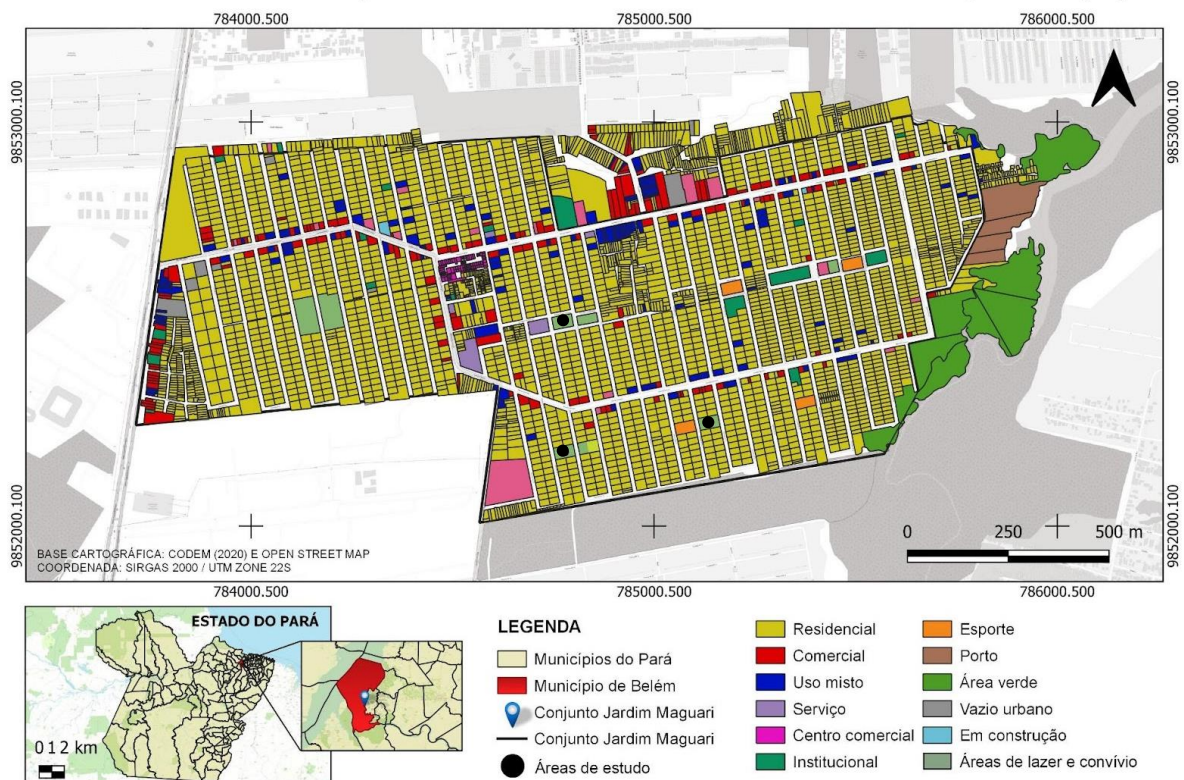 784000.500
785000.500
786000.500
9853000.100
9853000.100
9852000.100
9852000.100
BASE CARTOGRÁFICA: CODEM (2020) E OPEN STREET MAP
COORDENADA: SIRGAS 2000 / UTM ZONE 22S
0 250 500 m
784000.500
785000.500
786000.500
ESTADO DO PARÁ
0 1 2 km
LEGENDA
Municípios do Pará
Município de Belém
Conjunto Jardim Maguari
Conjunto Jardim Maguari
Áreas de estudo
Residencial
Comercial
Uso misto
Serviço
Centro comercial
Institucional
Esporte
Porto
Área verde
Vazio urbano
Em construção
Áreas de lazer e convívio